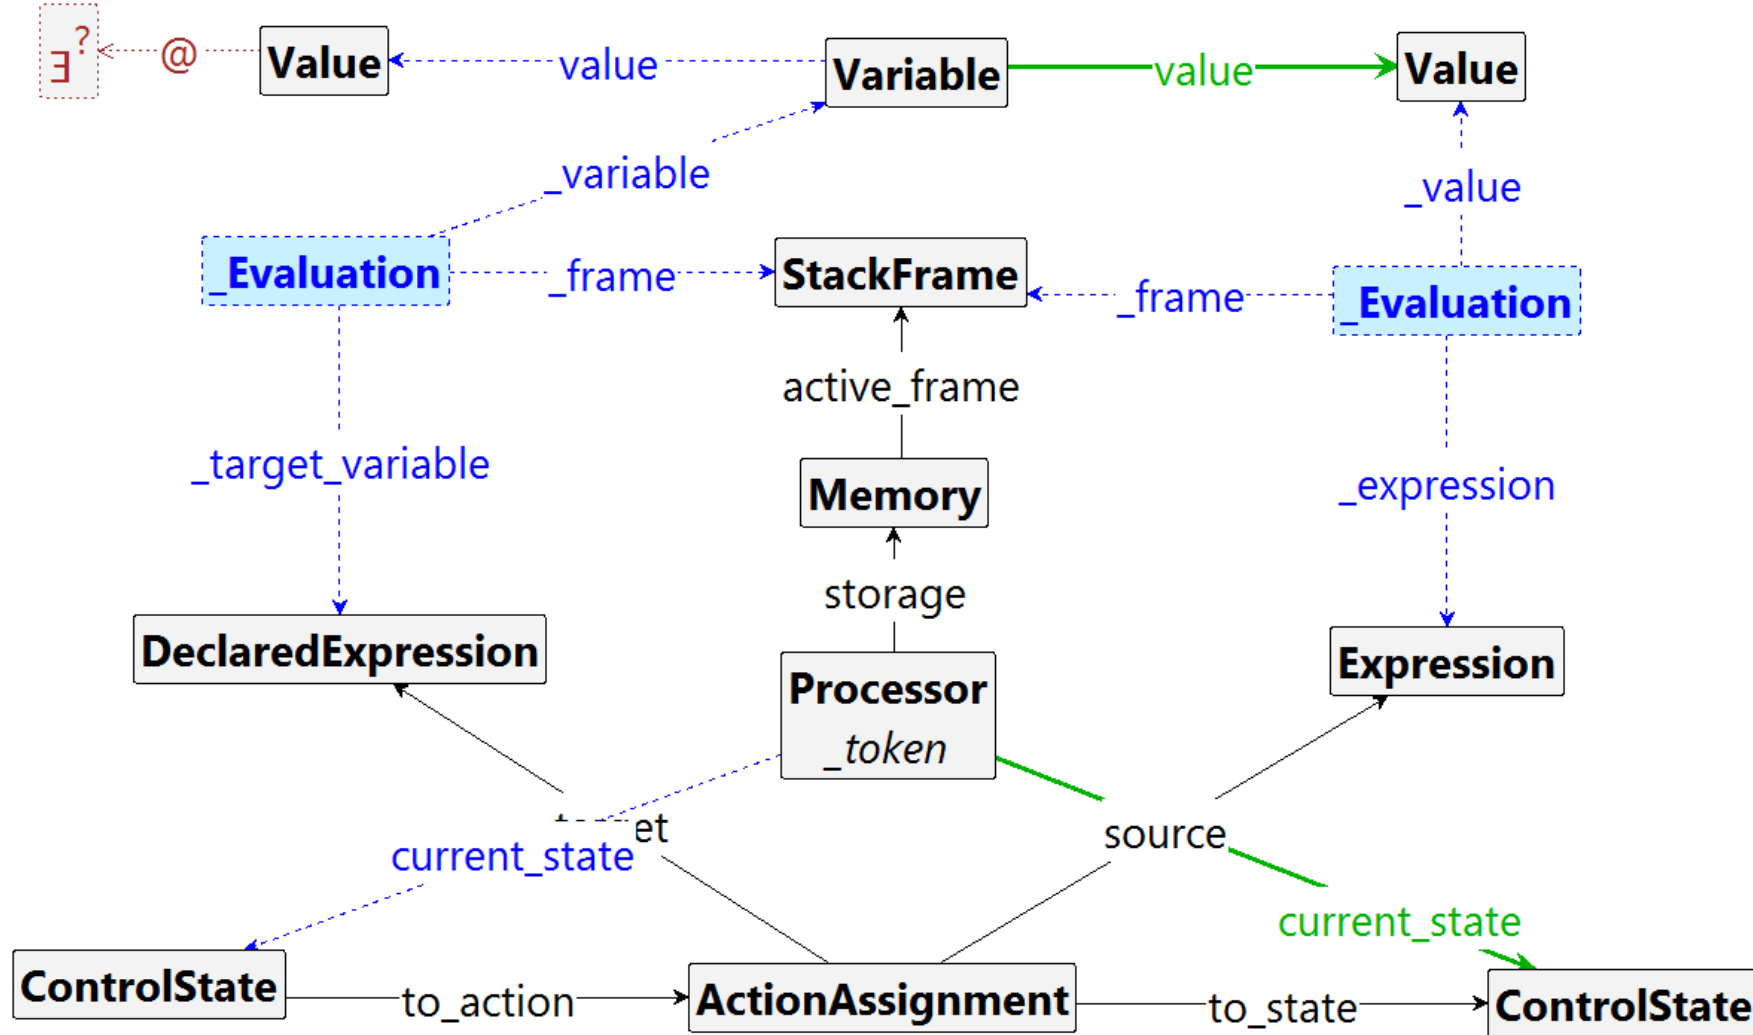 ∃?
@
Value
value
Variable
value
Value
_variable
_value
_Evaluation
_frame
StackFrame
_frame
_Evaluation
active_frame
_target_variable
_expression
Memory
storage
DeclaredExpression
Expression
Processor
_token
source
current_state
current_state
ControlState
to_action
ActionAssignment
to_state
ControlState